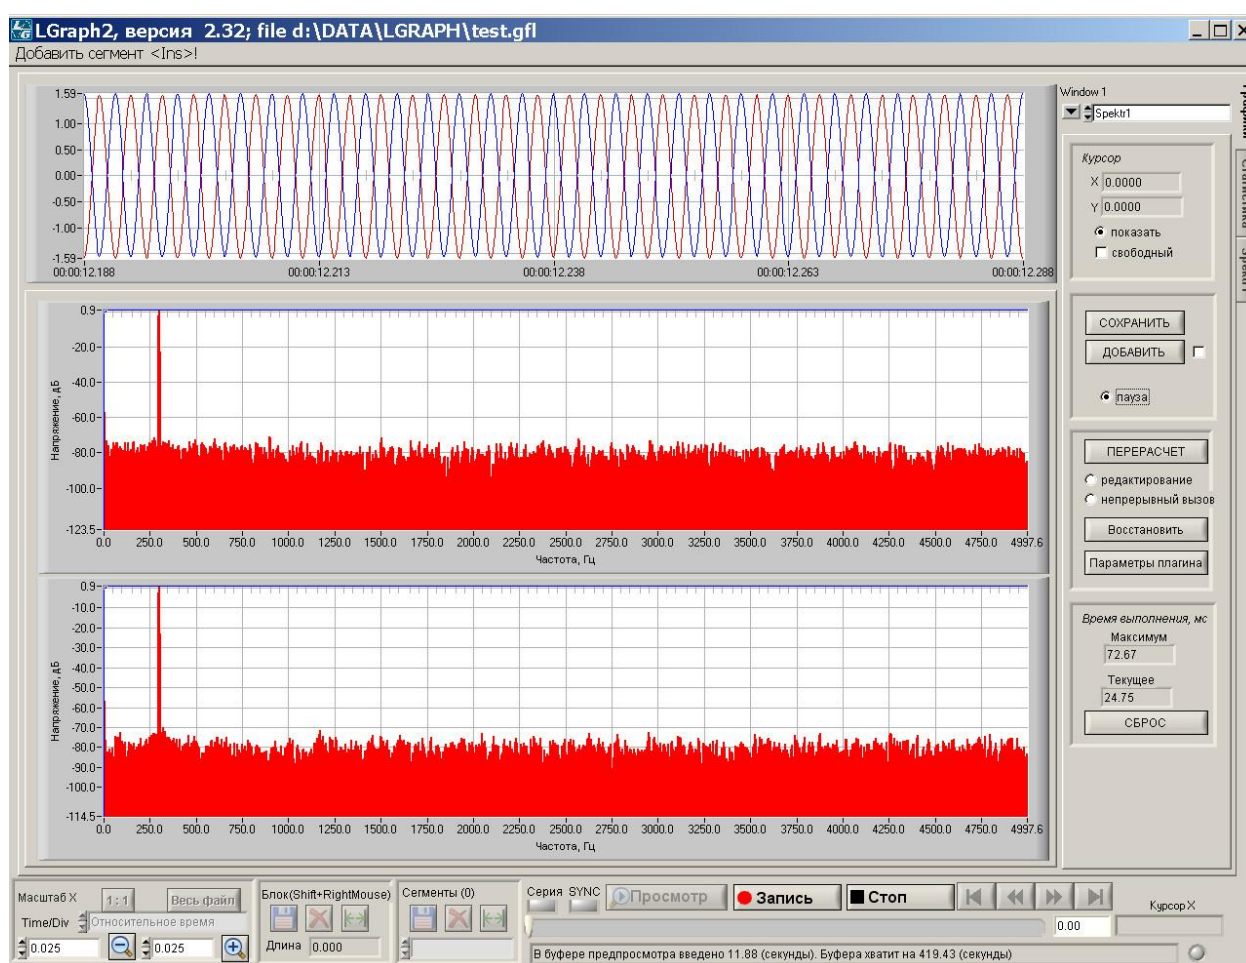 LGraph2, версия 2.32; file d:\DATA\LGRAPH\test.gfl
Добавить сегмент <Ins>!
1.59
1.00
0.50
0.00
-0.50
-1.00
-1.59
00:00:12.188 00:00:12.213 00:00:12.238 00:00:12.263 00:00:12.288
Window 1
Spektr1
Статистика
Курсор
X 0.0000
Y 0.0000
показать
свободный
СОХРАНИТЬ
ДОБАВИТЬ
пауза
ПЕРЕРАСЧЕТ
редактирование
непрерывный вызов
Восстановить
Параметры плагина
Время выполнения, мс
Максимум
72.67
Текущее
24.75
СБРОС
Напряжение, дБ
0.9
-20.0
-40.0
-60.0
-80.0
-100.0
-123.5
0.0 250.0 500.0 750.0 1000.0 1250.0 1500.0 1750.0 2000.0 2250.0 2500.0 2750.0 3000.0 3250.0 3500.0 3750.0 4000.0 4250.0 4500.0 4750.0 4997.6
Частота, Гц
Напряжение, дБ
0.9
-10.0
-20.0
-30.0
-40.0
-50.0
-60.0
-70.0
-80.0
-90.0
-100.0
-114.5
0.0 250.0 500.0 750.0 1000.0 1250.0 1500.0 1750.0 2000.0 2250.0 2500.0 2750.0 3000.0 3250.0 3500.0 3750.0 4000.0 4250.0 4500.0 4750.0 4997.6
Частота, Гц
Масштаб X 1:1 Весь файл
Time/Div Относительное время
0.025 0.025
Блок(Shift+RightMouse)
Длина 0.000
Сегменты (0)
Серия SYNC Просмотр Запись Стоп
0.00
Курсор X
В буфере предпросмотра введено 11.88 (секунды). Буфера хватит на 419.43 (секунды)